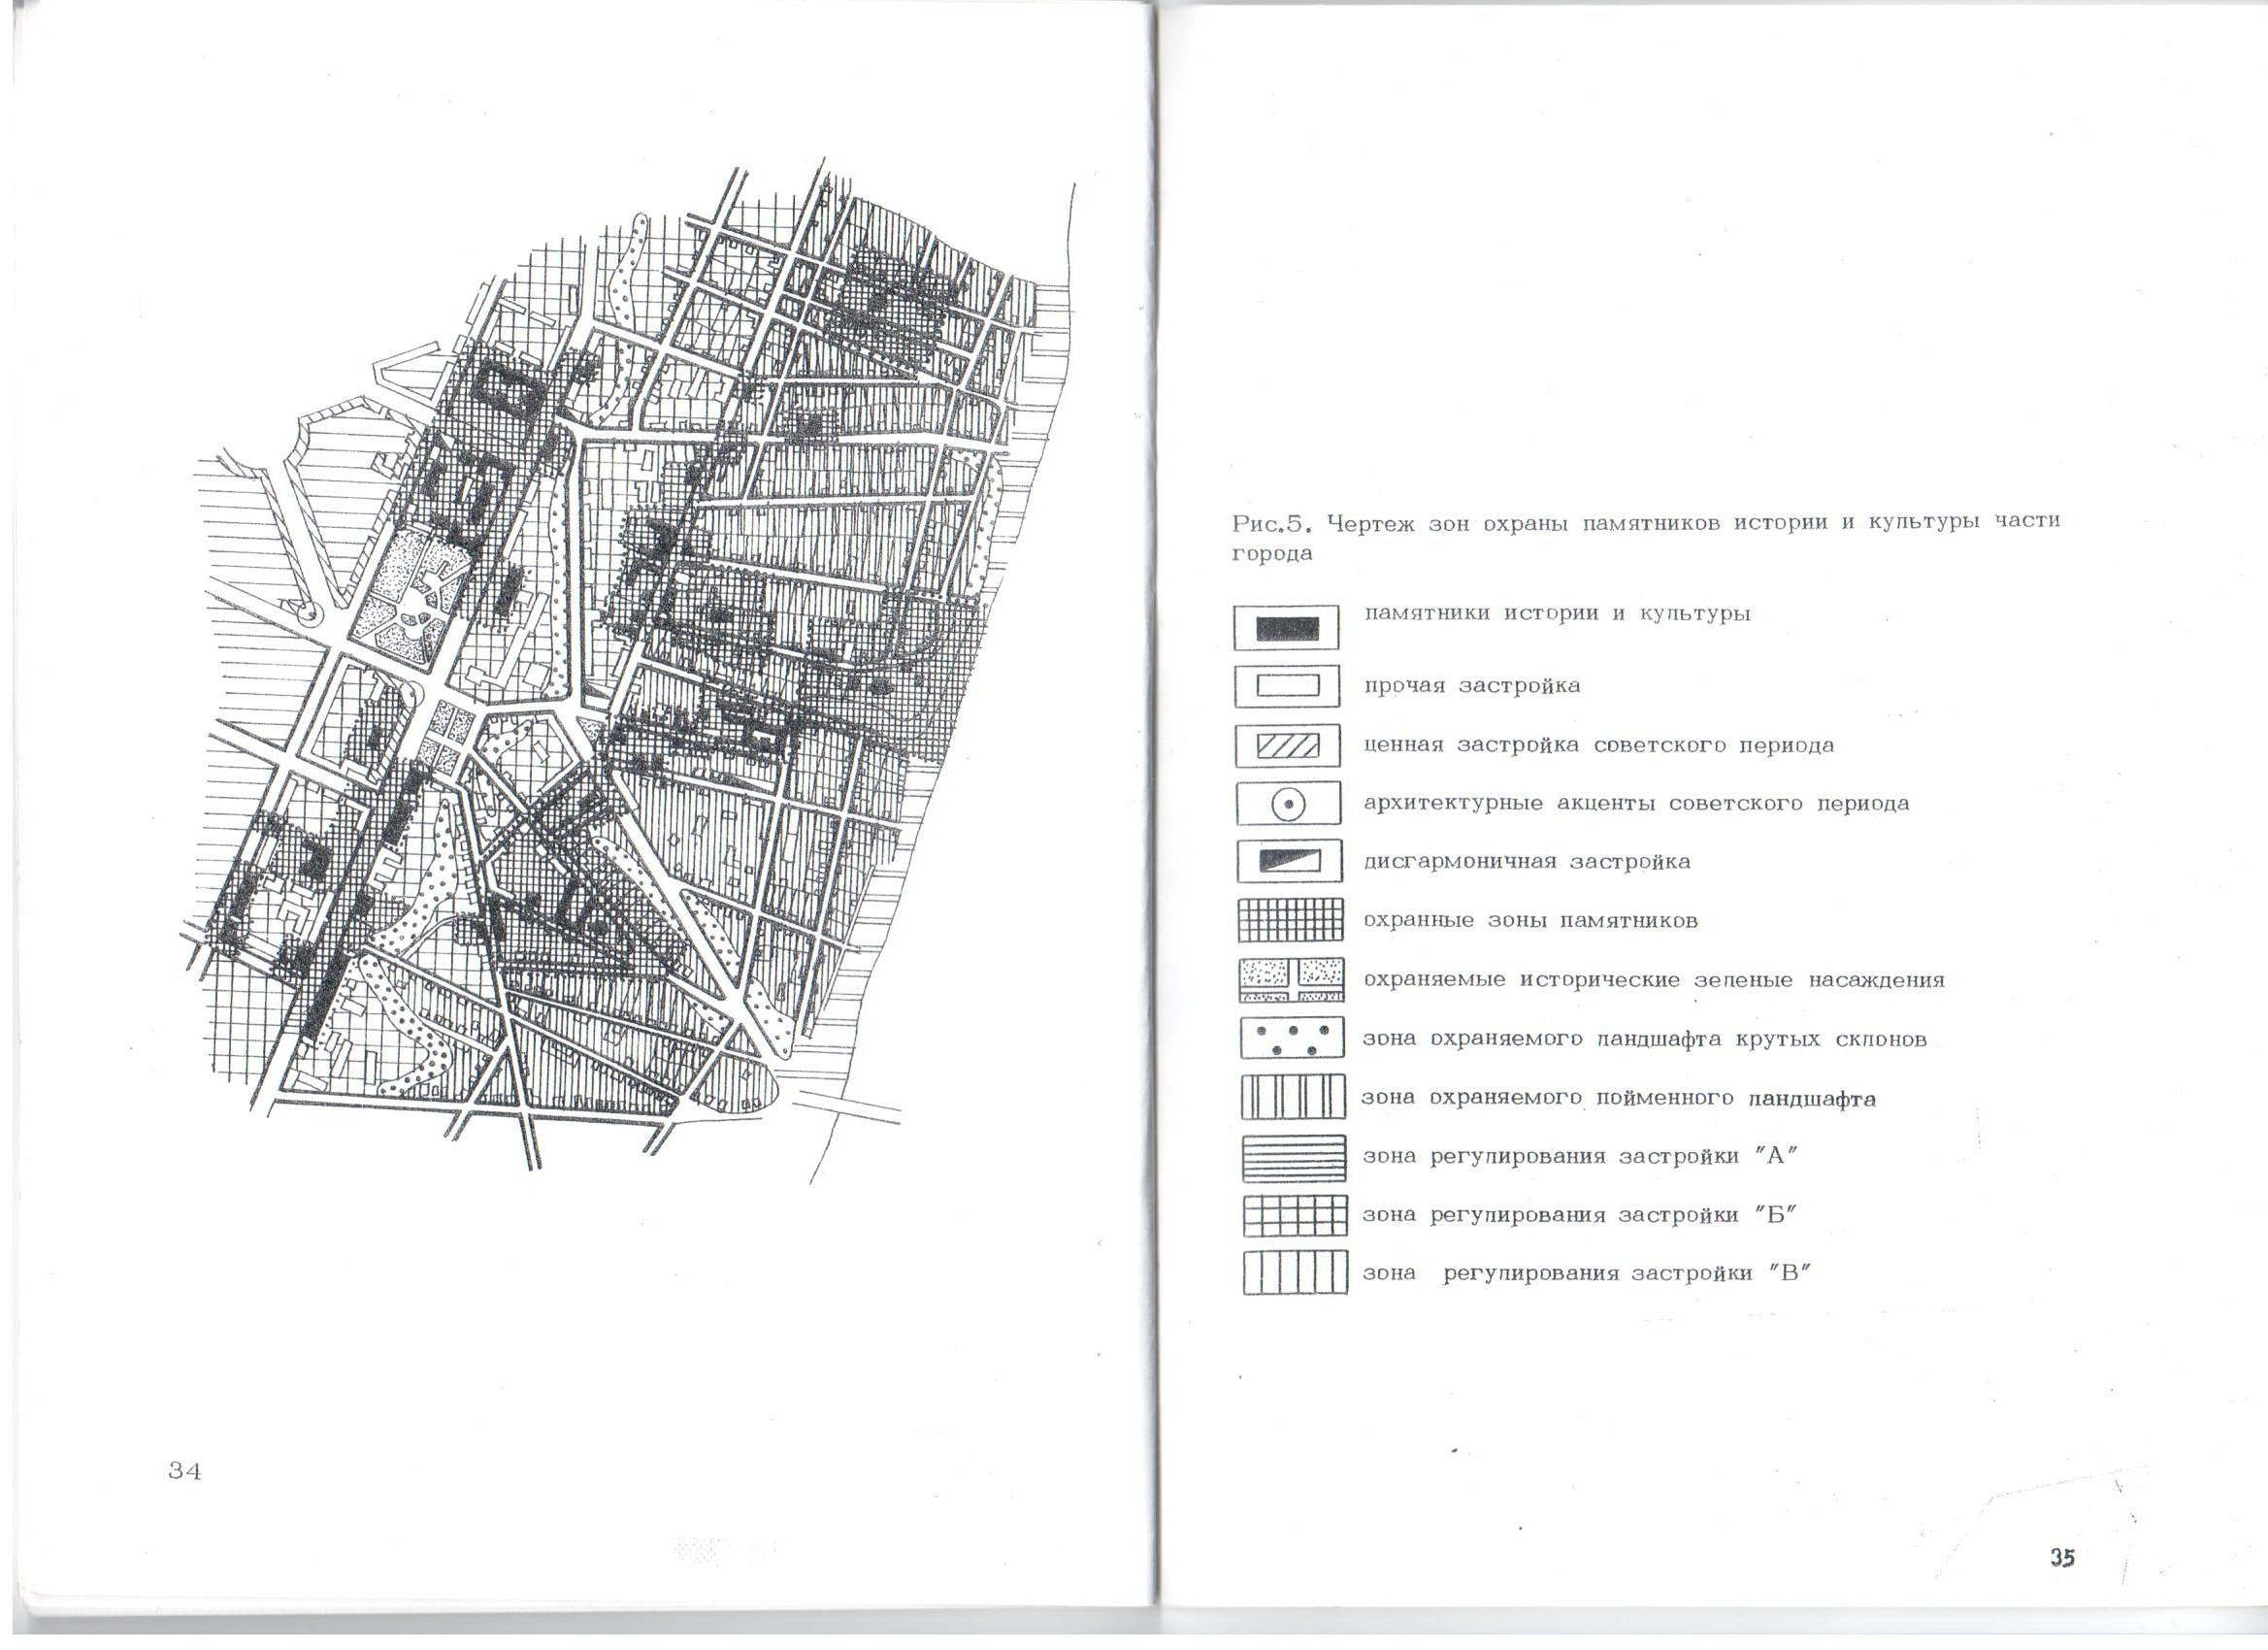 34
Рис.5. Чертеж зон охраны памятников истории и культуры части
города
памятники истории и культуры
прочая застройка
ценная застройка советского периода
архитектурные акценты советского периода
дисгармоничная застройка
охранные зоны памятников
охраняемые исторические зеленые насаждения
зона охраняемого ландшафта крутых склонов
зона охраняемого пойменного ландшафта
зона регулирования застройки "А"
зона регулирования застройки "Б"
зона регулирования застройки "В"
35